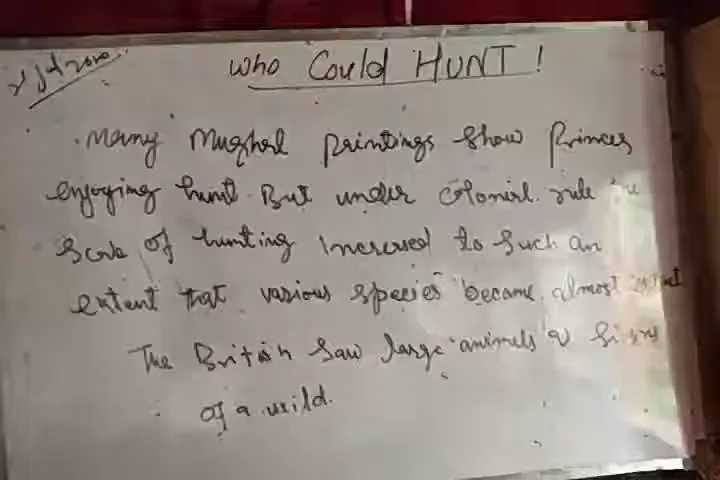 Who Could HUNT!
Many Mughal paintings show Princes
enjoying hunt. But under colonial rule the
Scale of hunting increased to such an
extent that various species became almost extinct
The British Saw large animals as signs
of a wild.